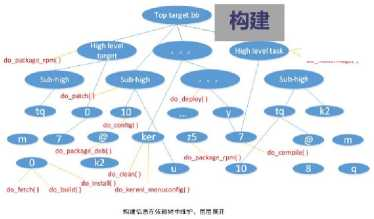 Top target bb
构建
High level target
. . .
High level task
do_package_rpm( )
Sub-high
Sub-high
. . .
Sub-high
do_patch( )
do_deploy( )
tq
0
10
...
y
tq
k2
do_config( )
m
7
@
ker
z5
7
@
m
do_package_deb( )
do_clean( )
do_package_rpm( )
do_compile( )
0
k2
u
10
8
q
do_install( )
do_fetch( )
do_build( )
do_kerenl_menuconfig( )